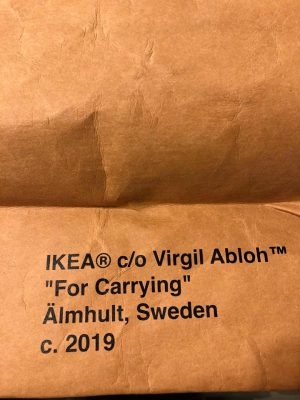 IKEA® c/o Virgil Abloh™
"For Carrying"
Älmhult, Sweden
c. 2019